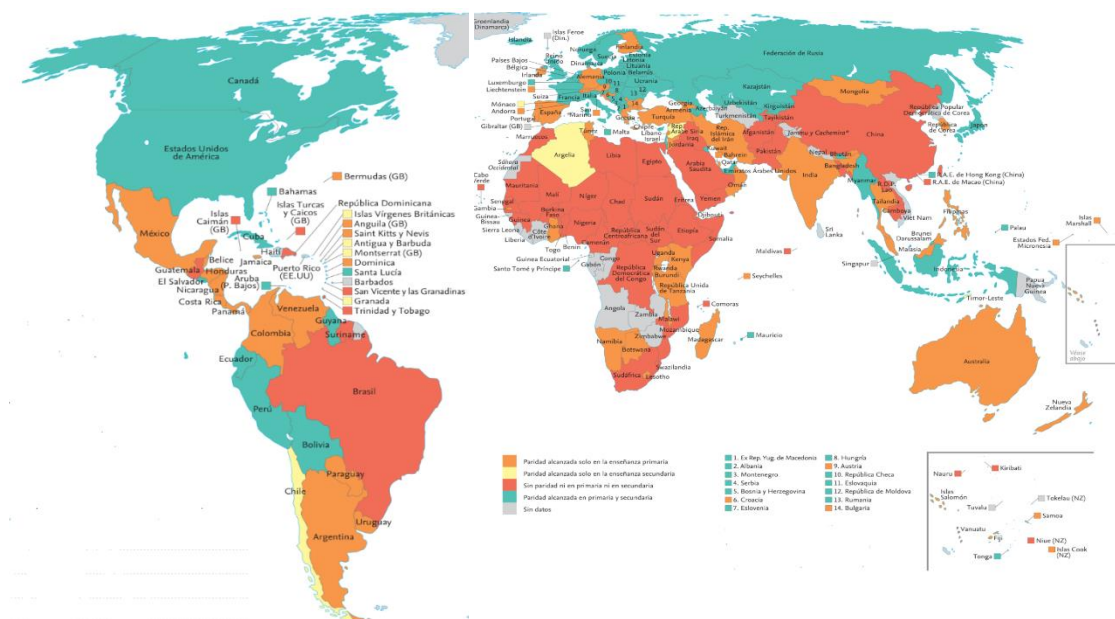 Groenlandia
(Dinamarca)
Canadá
Estados Unidos
de América
México
Bermudas (GB)
Bahamas
Islas Turcas
y Caicos (GB)
Islas
Caimán
(GB)
Cuba
Haití
Jamaica
Belice
Guatemala
Honduras
El Salvador
Nicaragua
Costa Rica
Panamá
Aruba
(P. Bajos)
Puerto Rico
(EE.UU)
República Dominicana
Islas Vírgenes Británicas
Anguila (GB)
Saint Kitts y Nevis
Antigua y Barbuda
Montserrat (GB)
Dominica
Santa Lucía
Barbados
San Vicente y las Granadinas
Granada
Trinidad y Tobago
Venezuela
Guyana
Suriname
Colombia
Ecuador
Perú
Brasil
Bolivia
Paraguay
Chile
Uruguay
Argentina
Islandia
Islas Feroe
(Din.)
Noruega
Suecia
Finlandia
Estonia
Letonia
Lituania
Belarús
Dinamarca
Reino
Unido
Países Bajos
Bélgica
Irlanda
Luxemburgo
Liechtenstein
Suiza
Mónaco
Andorra
Portugal
Gibraltar (GB)
España
Francia
Italia
Alemania
Polonia
Ucrania
San
Marino
Malta
Grecia
Chipre
Líbano
Israel
Turquía
Georgia
Armenia
Azerbaiyán
Federación de Rusia
Kazajstán
Uzbekistán
Turkmenistán
Kirguistán
Tayikistán
Mongolia
China
República Popular
Democrática de Corea
República
de Corea
Japón
Rep.
Árabe Siria
Iraq
Jordania
Rep.
Islámica
del Irán
Kuwait
Bahrein
Qatar
Emiratos Árabes Unidos
Arabia
Saudita
Omán
Yemen
Afganistán
Pakistán
Jammu y Cachemira*
Nepal
Bhután
India
Bangladesh
Myanmar
R.D.P.
Lao
Tailandia
Camboya
Viet Nam
R.A.E. de Hong Kong (China)
R.A.E. de Macao (China)
Filipinas
Sri
Lanka
Maldivas
Brunei
Darussalam
Malasia
Singapur
Indonesia
Timor-Leste
Papua
Nueva
Guinea
Palau
Estados Fed.
Micronesia
Islas
Marshall
Australia
Nueva
Zelandia
Véase
abajo
Marruecos
Sáhara
Occidental
Argelia
Túnez
Libia
Egipto
Cabo
Verde
Mauritania
Malí
Níger
Chad
Sudán
Eritrea
Djibouti
Senegal
Gambia
Guinea-
Bissau
Guinea
Sierra Leona
Liberia
Côte
d'Ivoire
Burkina
Faso
Ghana
Togo
Benin
Nigeria
Camerún
República
Centroafricana
Sudán
del Sur
Etiopía
Somalia
Guinea Ecuatorial
Santo Tomé y Príncipe
Gabón
Congo
República
Democrática
del Congo
Uganda
Kenya
Rwanda
Burundi
República Unida
de Tanzania
Seychelles
Comoras
Angola
Zambia
Malawi
Mozambique
Zimbabwe
Madagascar
Mauricio
Namibia
Botswana
Swazilandia
Lesotho
Sudáfrica
Paridad alcanzada solo en la enseñanza primaria
Paridad alcanzada solo en la enseñanza secundaria
Sin paridad ni en primaria ni en secundaria
Paridad alcanzada en primaria y secundaria
Sin datos
1. Ex Rep. Yug. de Macedonia
2. Albania
3. Montenegro
4. Serbia
5. Bosnia y Herzegovina
6. Croacia
7. Eslovenia
8. Hungría
9. Austria
10. República Checa
11. Eslovaquia
12. República de Moldova
13. Rumania
14. Bulgaria
Nauru
Kiribati
Islas
Salomón
Tuvalu
Tokelau (NZ)
Samoa
Vanuatu
Fiji
Tonga
Niue (NZ)
Islas Cook
(NZ)